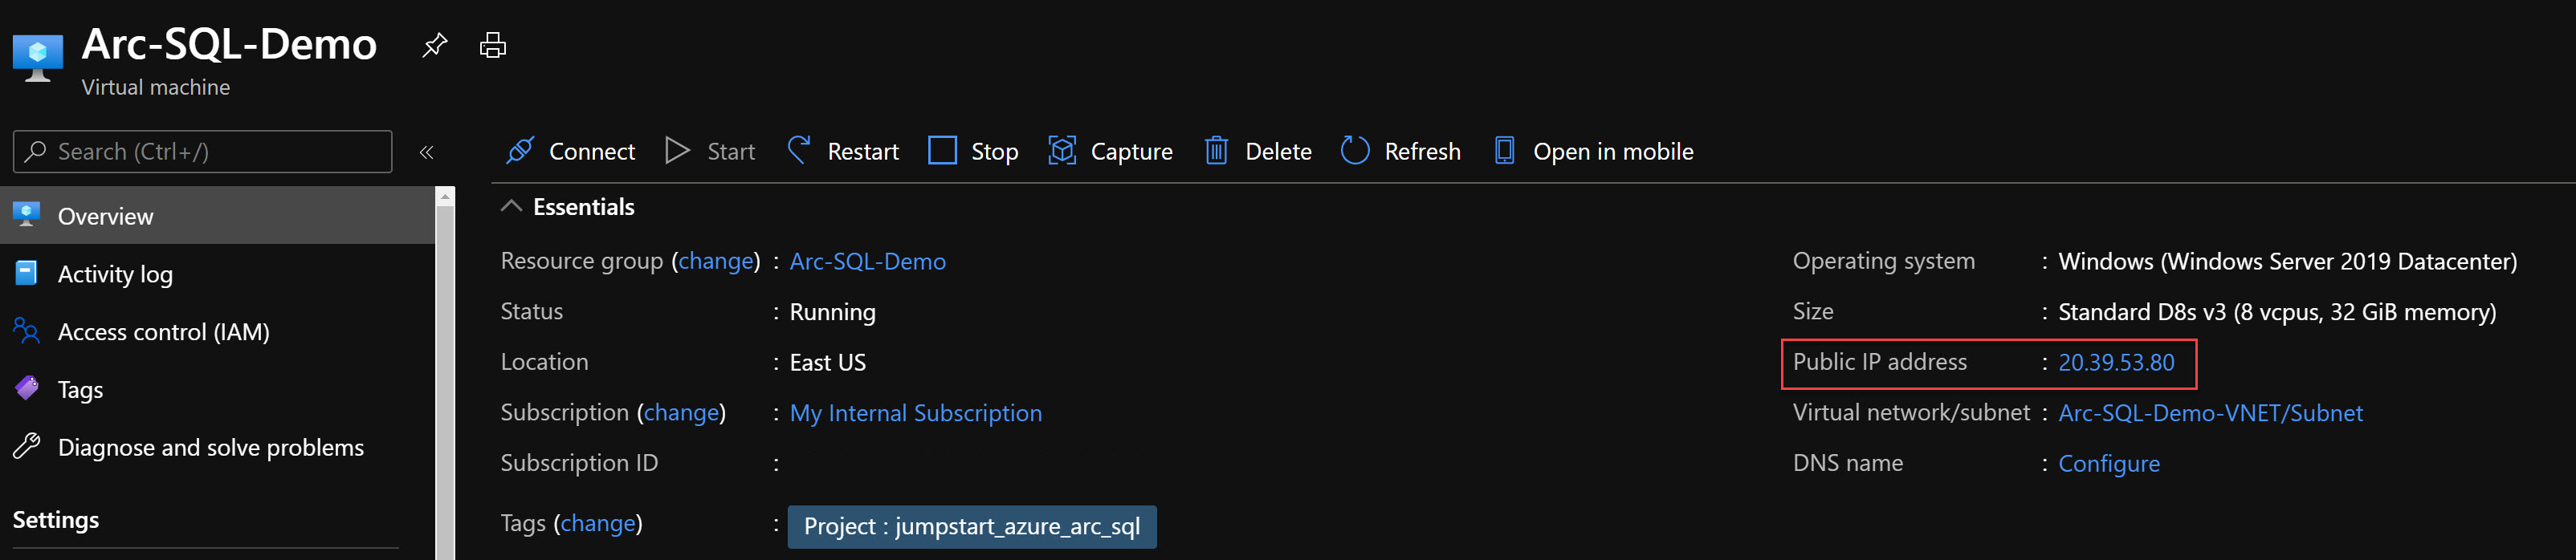 Arc-SQL-Demo
Virtual machine
Search (Ctrl+/)
«
Connect Start Restart Stop Capture Delete Refresh Open in mobile
Overview
Activity log
Access control (IAM)
Tags
Diagnose and solve problems
Settings
Essentials
Resource group (change) : Arc-SQL-Demo
Status : Running
Location : East US
Subscription (change) : My Internal Subscription
Subscription ID :
Tags (change) : Project : jumpstart_azure_arc_sql
Operating system : Windows (Windows Server 2019 Datacenter)
Size : Standard D8s v3 (8 vcpus, 32 GiB memory)
Public IP address : 20.39.53.80
Virtual network/subnet : Arc-SQL-Demo-VNET/Subnet
DNS name : Configure